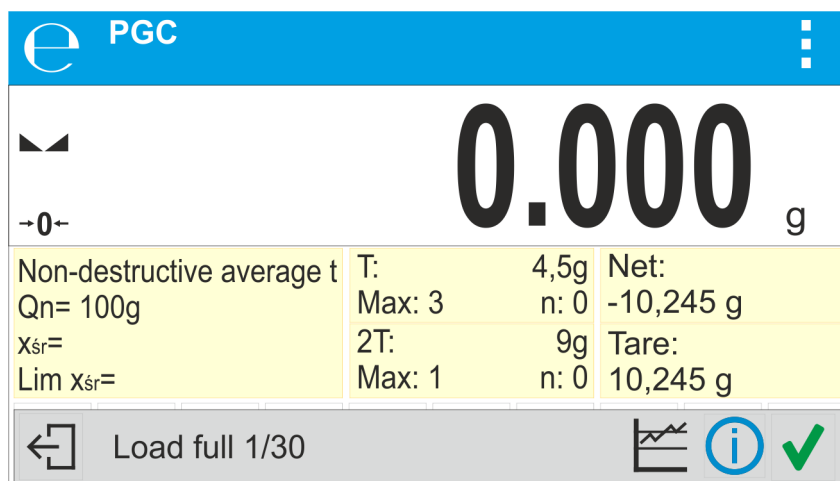 ℮ PGC
0.000 g
→0←
Non-destructive average t
Qn= 100g
xśr=
Lim xśr=
T: 4,5g
Max: 3 n: 0
2T: 9g
Max: 1 n: 0
Net:
-10,245 g
Tare:
10,245 g
Load full 1/30
i